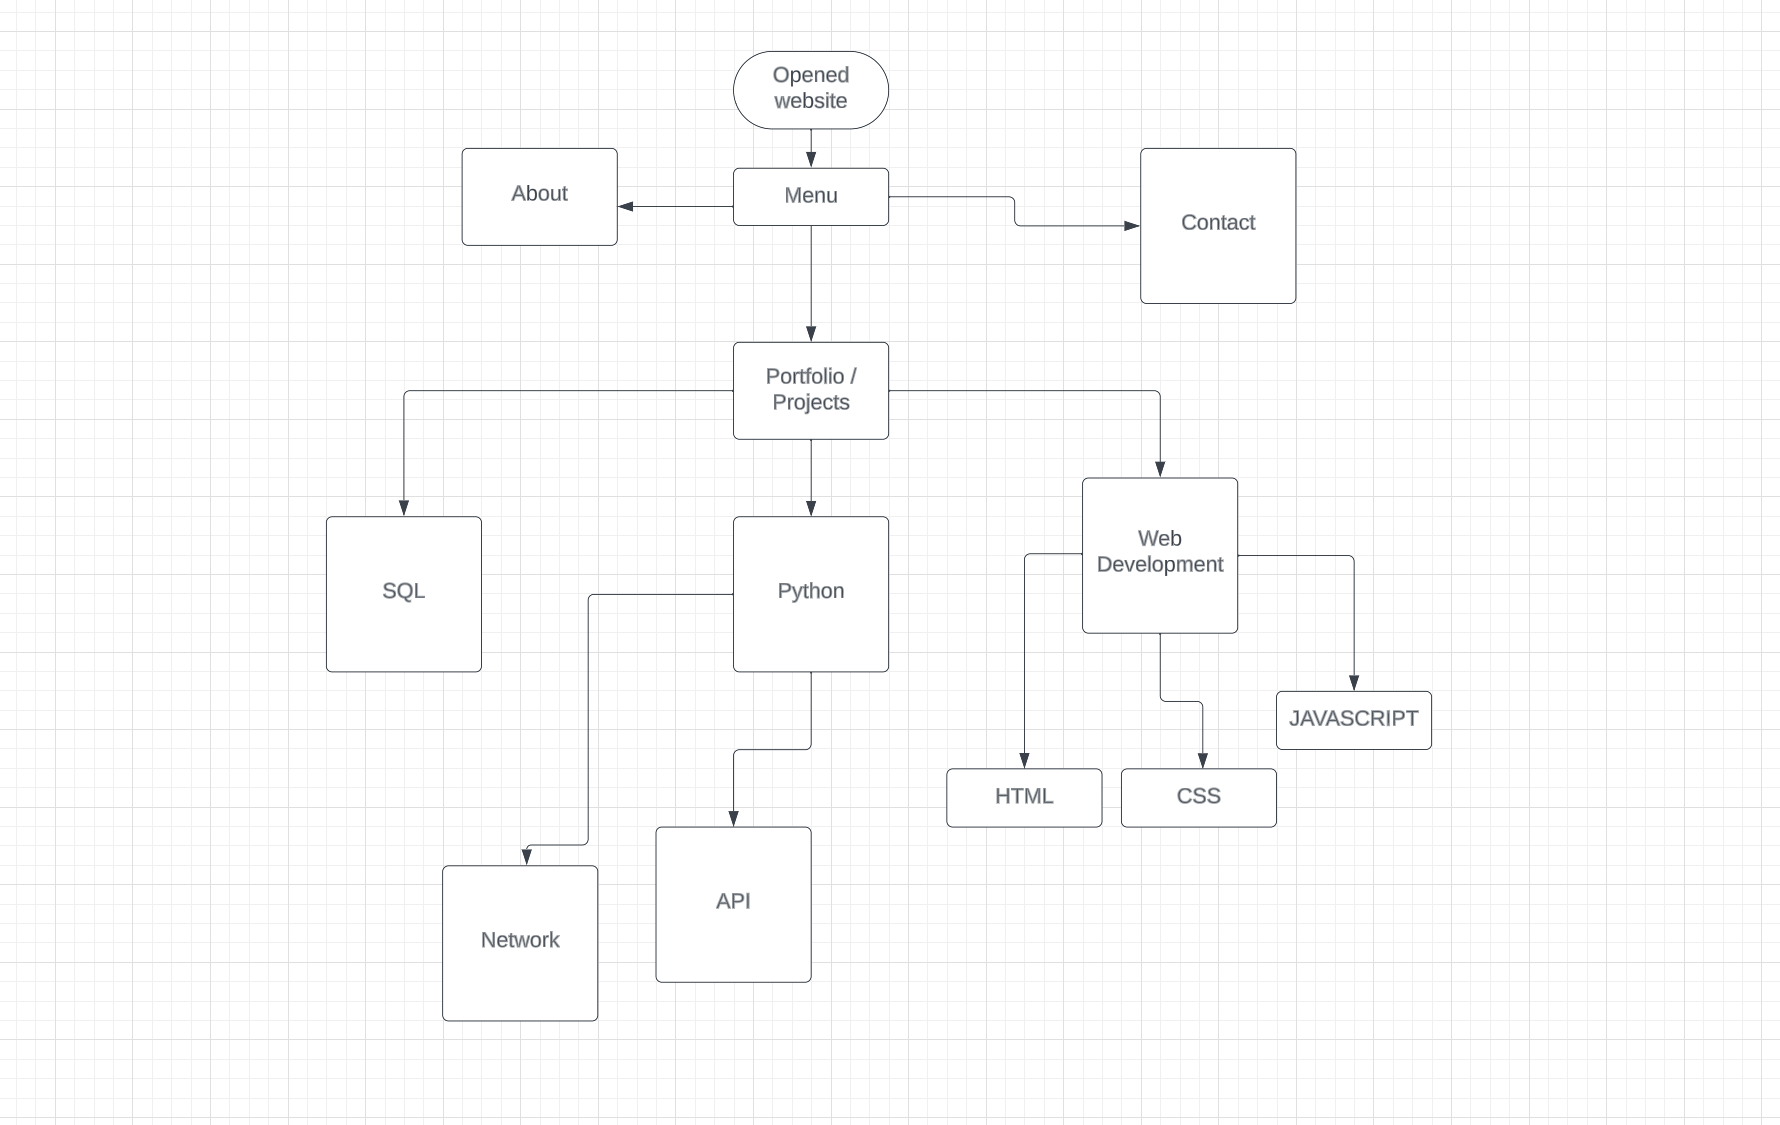 Opened
website
About
Menu
Contact
Portfolio /
Projects
SQL
Python
Web
Development
JAVASCRIPT
HTML
CSS
API
Network